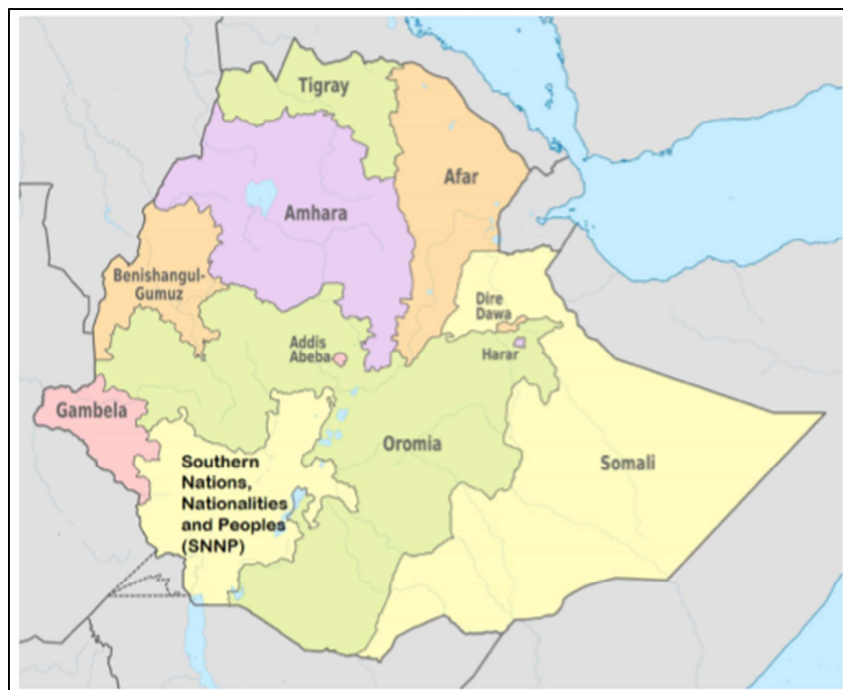 Tigray
Afar
Amhara
Benishangul-
Gumuz
Dire
Dawa
Addis
Abeba
Harar
Gambela
Oromia
Somali
Southern
Nations,
Nationalities
and Peoples
(SNNP)